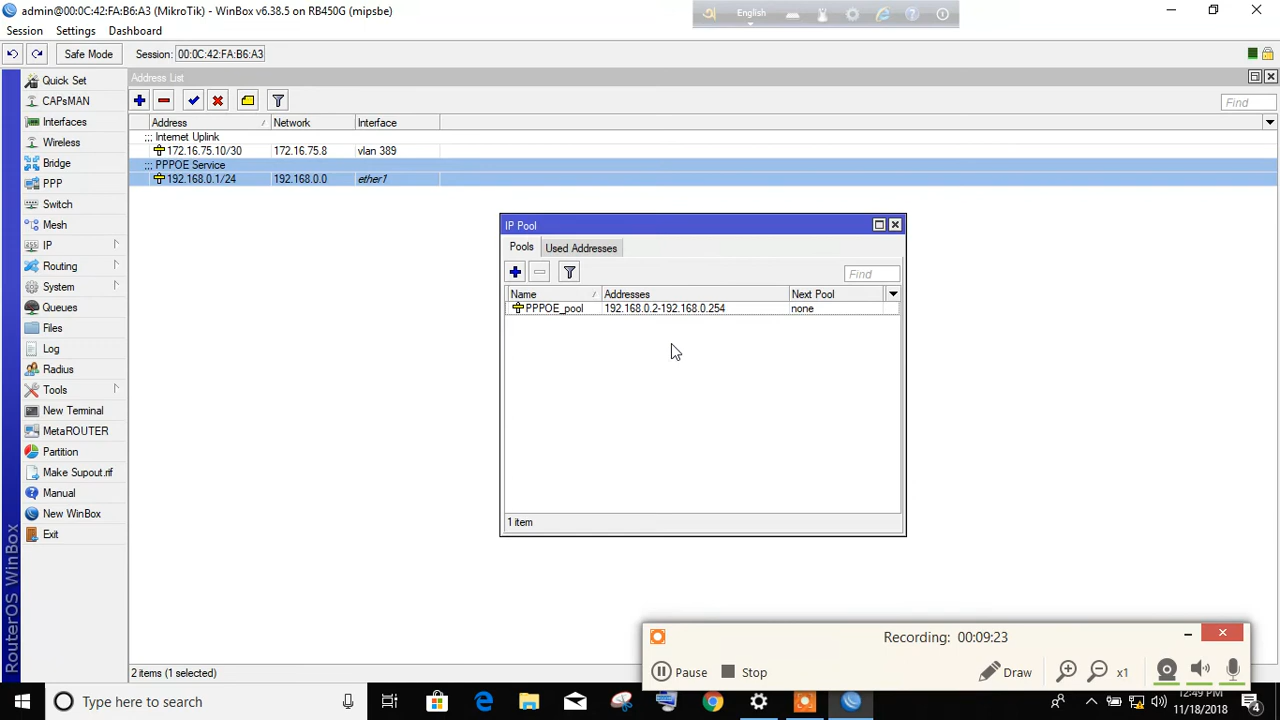 admin@00:0C:42:FA:B6:A3 (MikroTik) - WinBox v6.38.5 on RB450G (mipsbe)
English
Session Settings Dashboard
Safe Mode Session: 00:0C:42:FA:B6:A3
Quick Set
CAPsMAN
Interfaces
Wireless
Bridge
PPP
Switch
Mesh
IP
Routing
System
Queues
Files
Log
Radius
Tools
New Terminal
MetaROUTER
Partition
Make Supout.rif
Manual
New WinBox
Exit
RouterOS WinBox
Address List
Find
Address Network Interface
;;; Internet Uplink
172.16.75.10/30 172.16.75.8 vlan 389
;;; PPPOE Service
192.168.0.1/24 192.168.0.0 ether1
2 items (1 selected)
IP Pool
Pools Used Addresses
Find
Name Addresses Next Pool
PPPOE_pool 192.168.0.2-192.168.0.254 none
1 item
Recording: 00:09:23
Pause Stop Draw x1
Type here to search
12:49 PM
11/18/2018
4